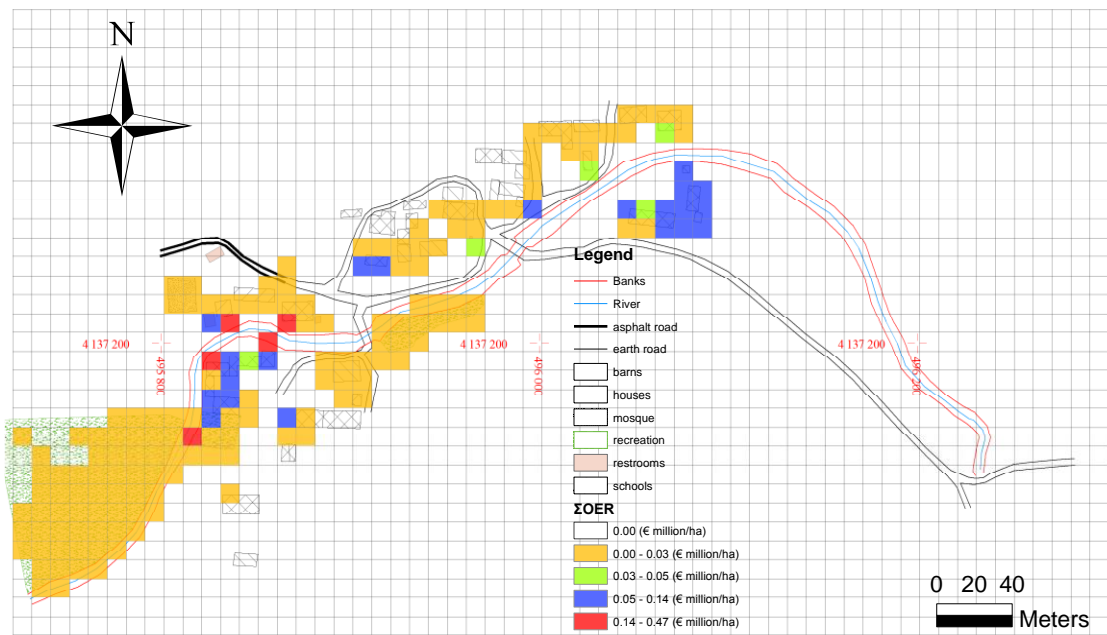 N
Legend
Banks
River
asphalt road
earth road
barns
houses
mosque
recreation
restrooms
schools
ΣOER
0.00 (€ million/ha)
0.00 - 0.03 (€ million/ha)
0.03 - 0.05 (€ million/ha)
0.05 - 0.14 (€ million/ha)
0.14 - 0.47 (€ million/ha)
4 137 200
495 800
4 137 200
496 000
4 137 200
496 200
0 20 40
Meters